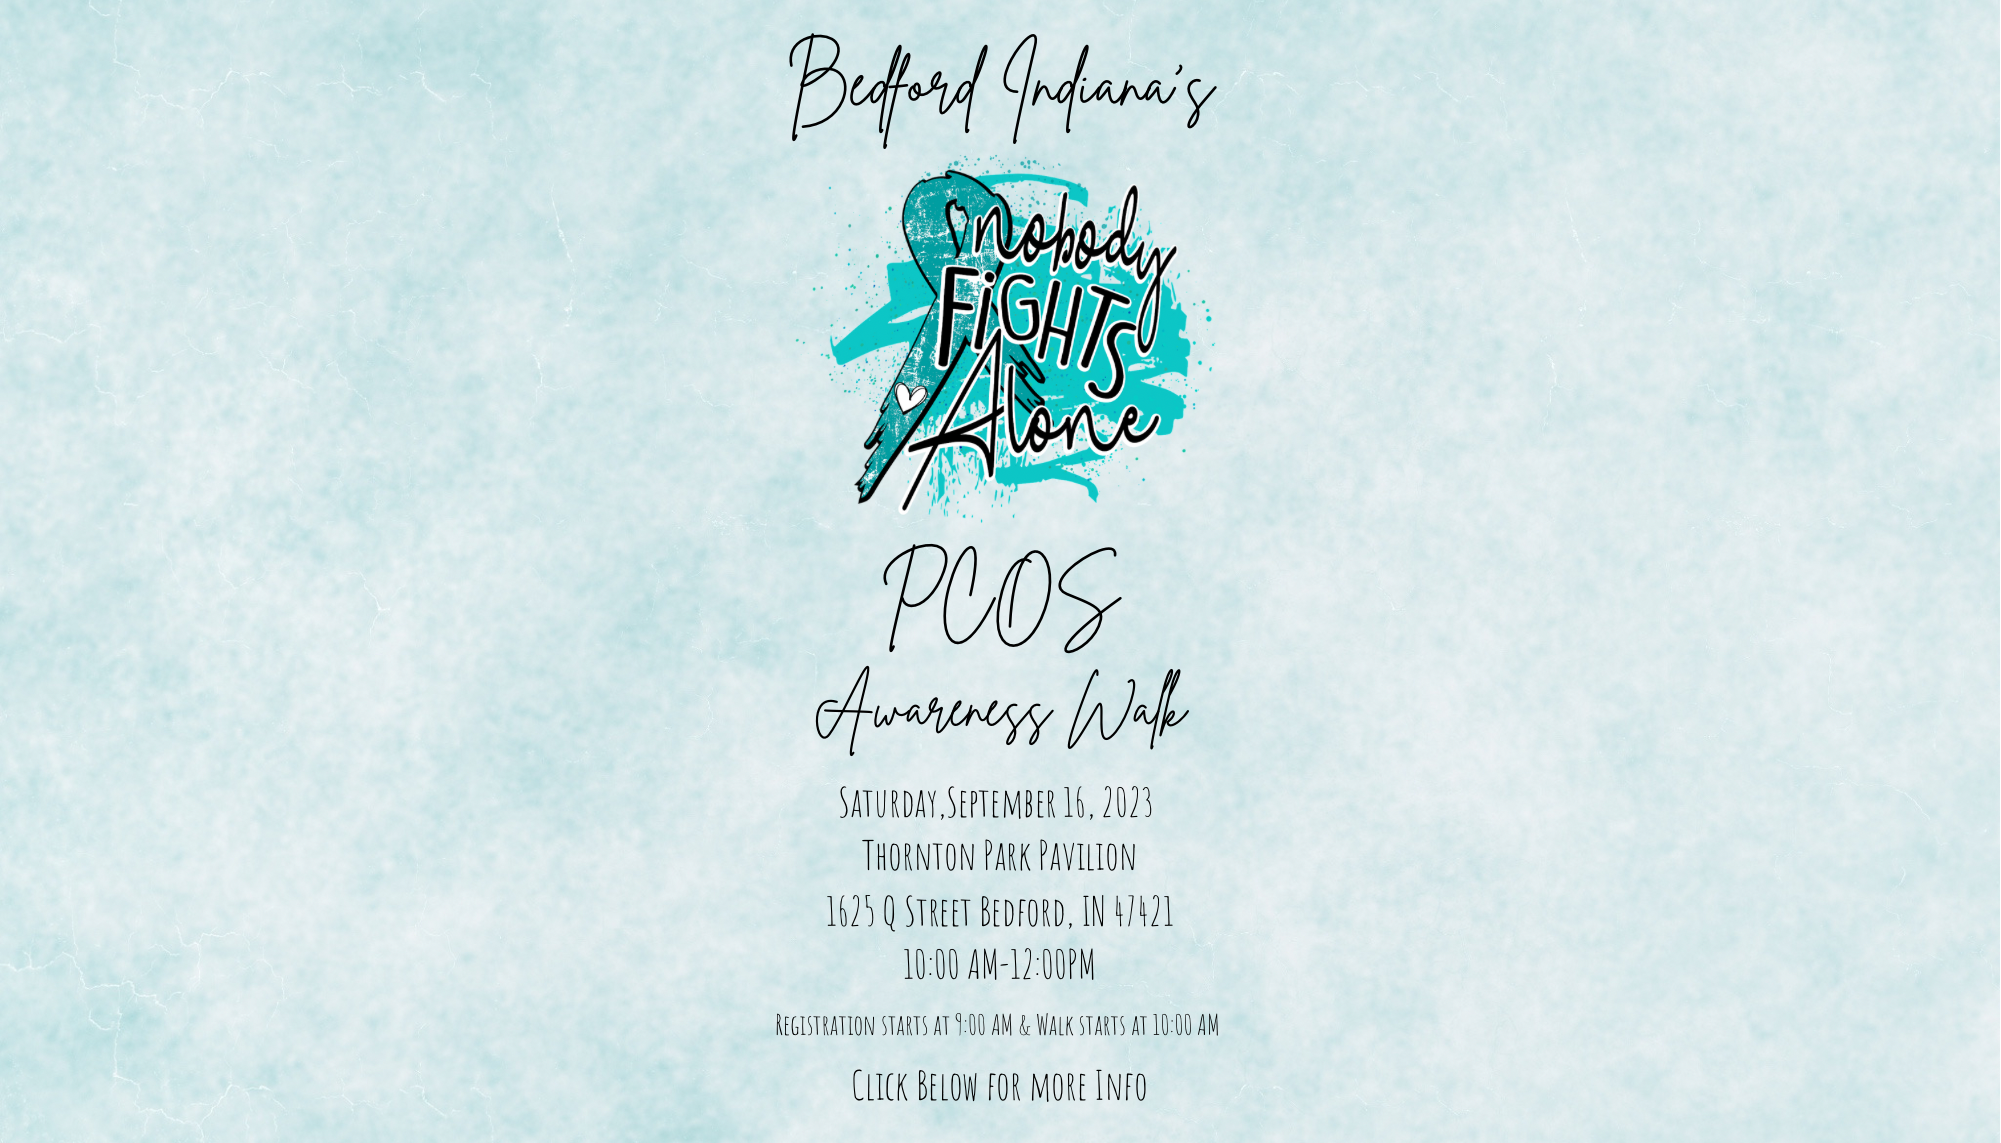 Bedford Indiana's
nobody
FiGHTS
Alone
PCOS
Awareness Walk
Saturday,September 16, 2023
Thornton Park Pavilion
1625 Q Street Bedford, IN 47421
10:00 AM-12:00PM
Registration starts at 9:00 AM & Walk starts at 10:00 AM
Click Below for more Info